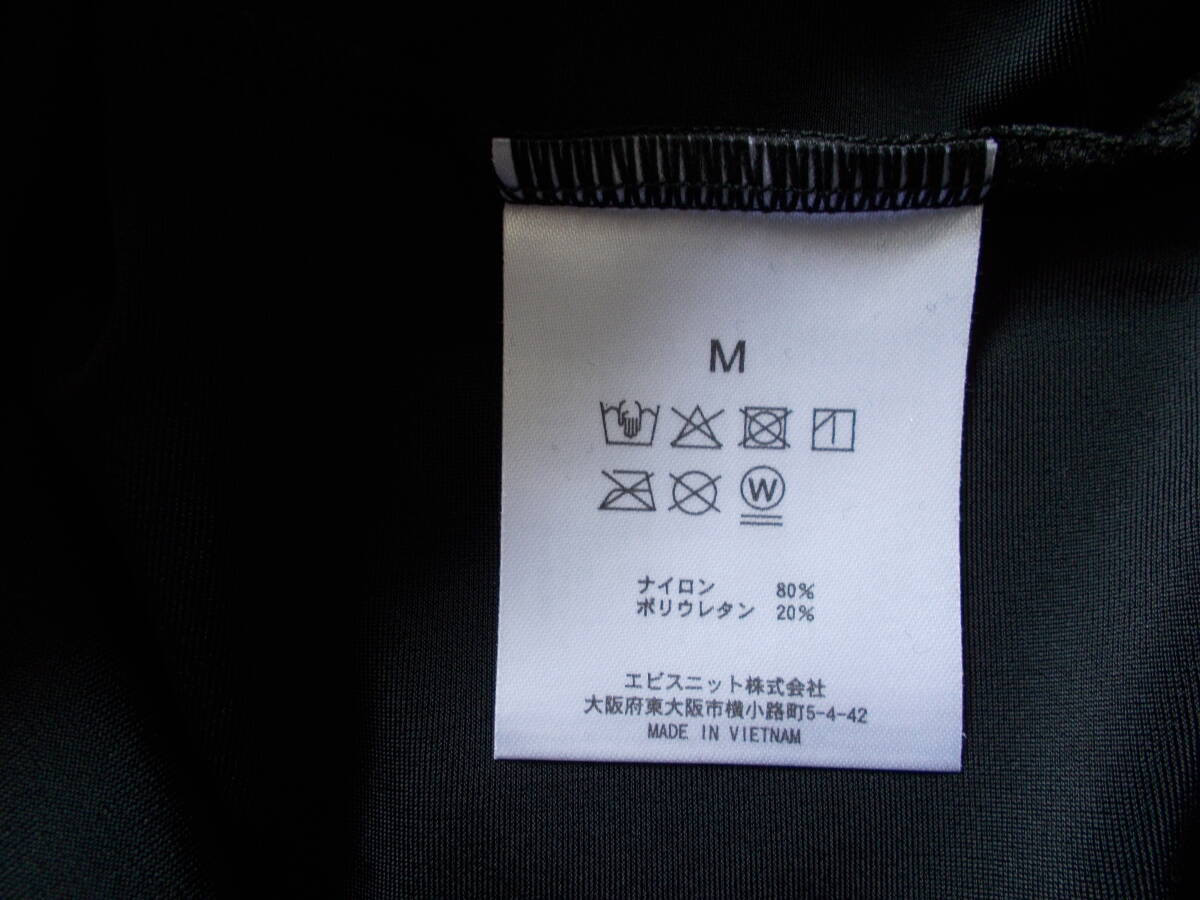 M
W
ナイロン 80%
ポリウレタン 20%
エビスニット株式会社
大阪府東大阪市横小路町5-4-42
MADE IN VIETNAM